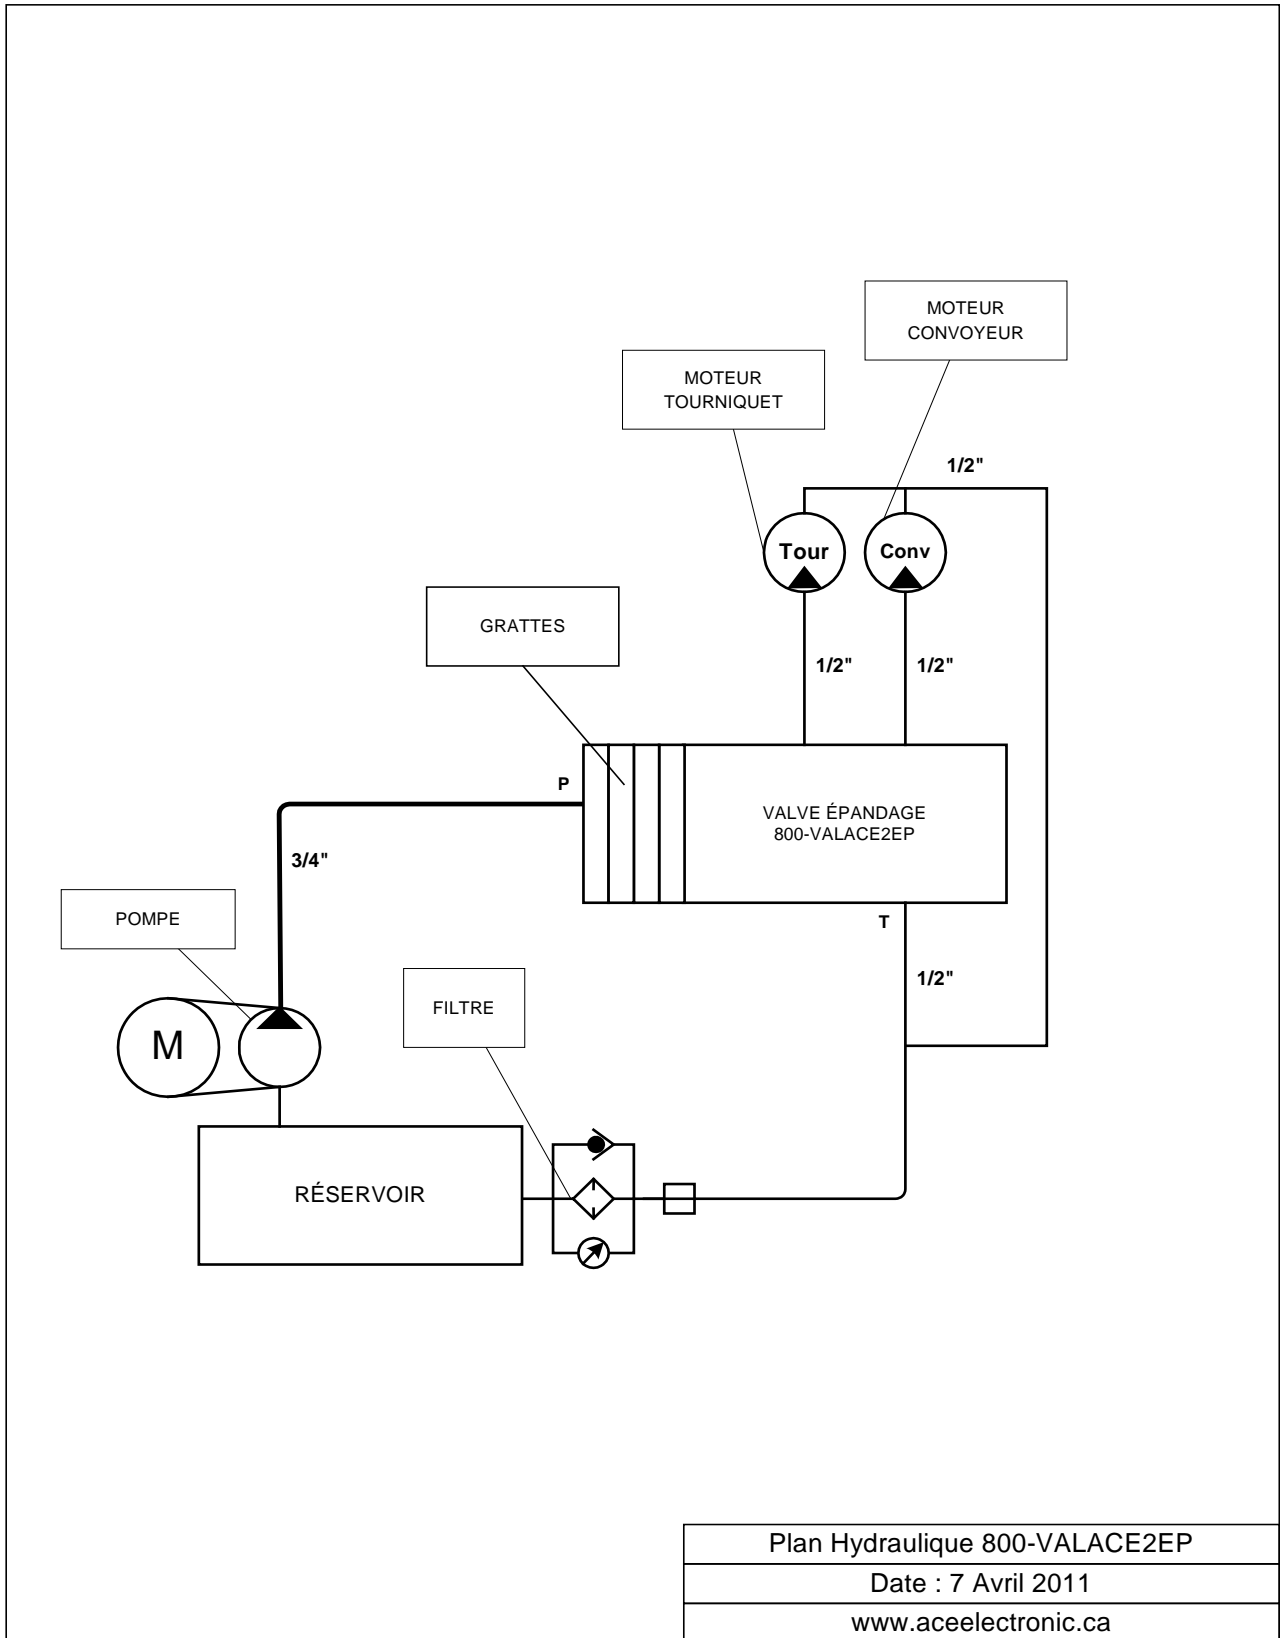 MOTEUR
CONVOYEUR
MOTEUR
TOURNIQUET
1/2"
Tour
Conv
GRATTES
1/2"
1/2"
P
VALVE ÉPANDAGE
800-VALACE2EP
3/4"
POMPE
T
1/2"
FILTRE
M
RÉSERVOIR
Plan Hydraulique 800-VALACE2EP
Date : 7 Avril 2011
www.aceelectronic.ca